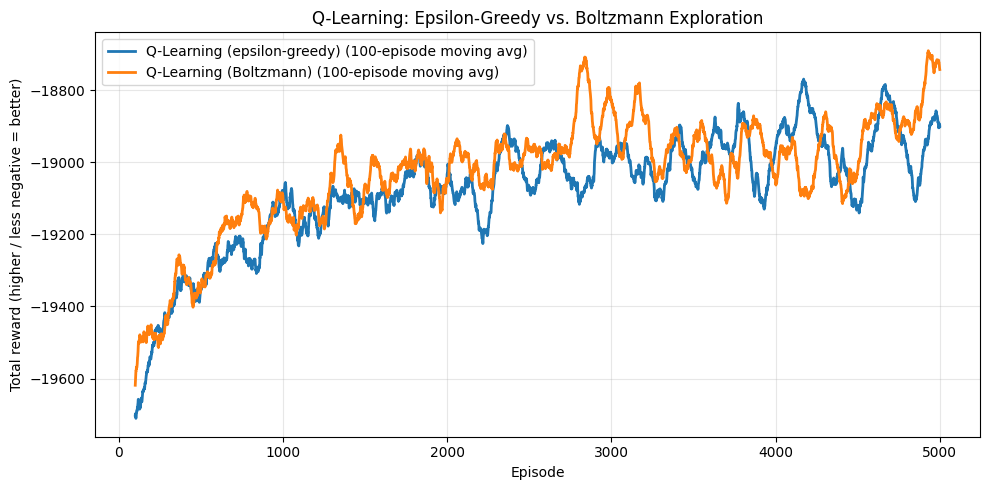 Q-Learning: Epsilon-Greedy vs. Boltzmann Exploration
Q-Learning (epsilon-greedy) (100-episode moving avg)
Q-Learning (Boltzmann) (100-episode moving avg)
Total reward (higher / less negative = better)
−18800
−19000
−19200
−19400
−19600
0 1000 2000 3000 4000 5000
Episode